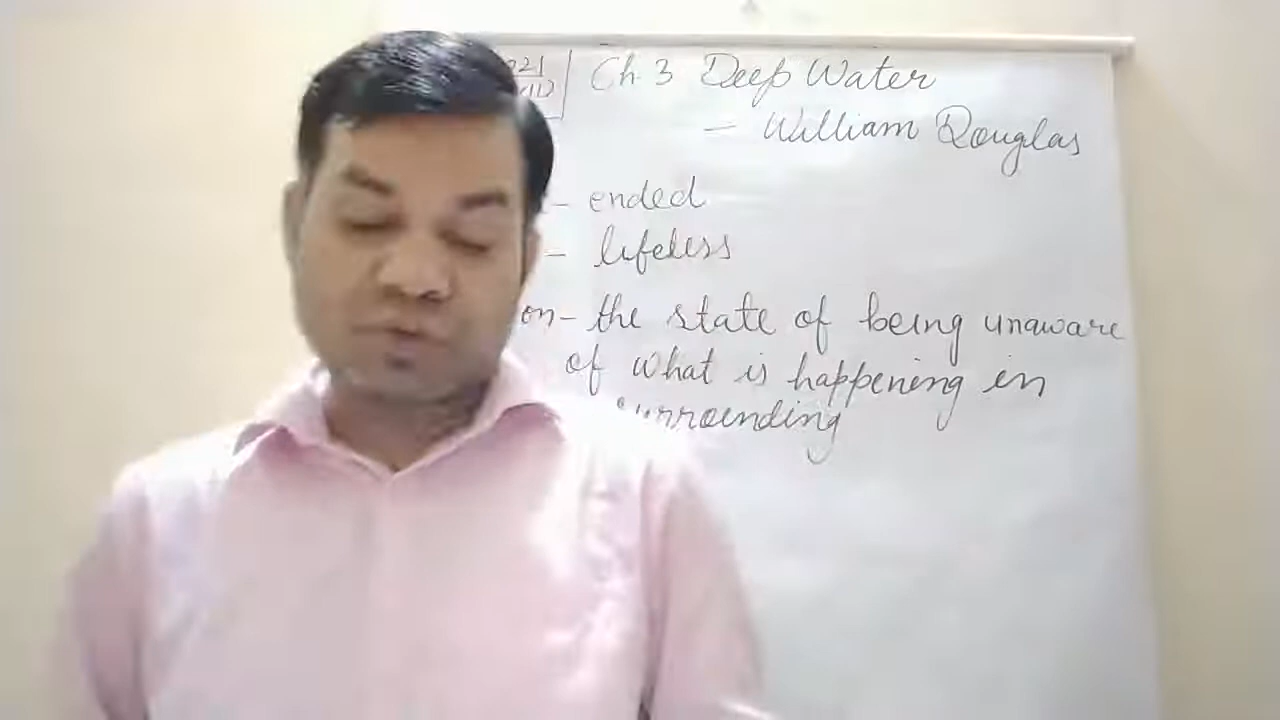 Ch. 3 Deep Water
— William Douglas
– ended
– lifeless
on – the state of being unaware
of what is happening in
surrounding